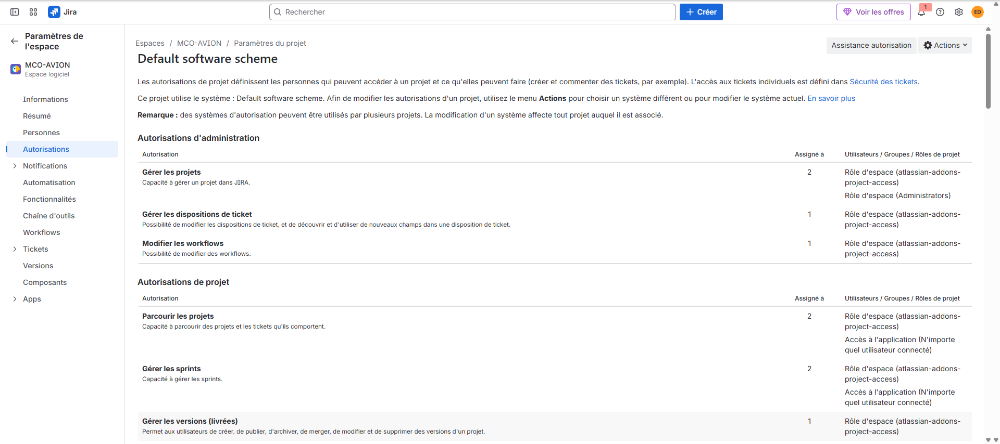 Jira
Rechercher
Créer
Voir les offres
1
ED
Paramètres de
l'espace
MCO-AVION
Espace logiciel
Informations
Résumé
Personnes
Autorisations
Notifications
Automatisation
Fonctionnalités
Chaîne d'outils
Workflows
Tickets
Versions
Composants
Apps
Espaces / MCO-AVION / Paramètres du projet
Assistance autorisation
Actions
Default software scheme
Les autorisations de projet définissent les personnes qui peuvent accéder à un projet et ce qu'elles peuvent faire (créer et commenter des tickets, par exemple). L'accès aux tickets individuels est défini dans Sécurité des tickets.
Ce projet utilise le système : Default software scheme. Afin de modifier les autorisations d'un projet, utilisez le menu Actions pour choisir un système différent ou pour modifier le système actuel. En savoir plus
Remarque : des systèmes d'autorisation peuvent être utilisés par plusieurs projets. La modification d'un système affecte tout projet auquel il est associé.
Autorisations d'administration
Autorisation Assigné à Utilisateurs / Groupes / Rôles de projet
Gérer les projets 2 Rôle d'espace (atlassian-addons-
Capacité à gérer un projet dans JIRA. project-access)
Rôle d'espace (Administrators)
Gérer les dispositions de ticket 1 Rôle d'espace (atlassian-addons-
Possibilité de modifier les dispositions de ticket, et de découvrir et d'utiliser de nouveaux champs dans une disposition de ticket. project-access)
Modifier les workflows 1 Rôle d'espace (atlassian-addons-
Possibilité de modifier des workflows. project-access)
Autorisations de projet
Autorisation Assigné à Utilisateurs / Groupes / Rôles de projet
Parcourir les projets 2 Rôle d'espace (atlassian-addons-
Capacité à parcourir des projets et les tickets qu'ils comportent. project-access)
Accès à l'application (N'importe
quel utilisateur connecté)
Gérer les sprints 2 Rôle d'espace (atlassian-addons-
Capacité à gérer les sprints. project-access)
Accès à l'application (N'importe
quel utilisateur connecté)
Gérer les versions (livrées) 1 Rôle d'espace (atlassian-addons-
Permet aux utilisateurs de créer, de publier, d'archiver, de merger, de modifier et de supprimer des versions d'un projet. project-access)